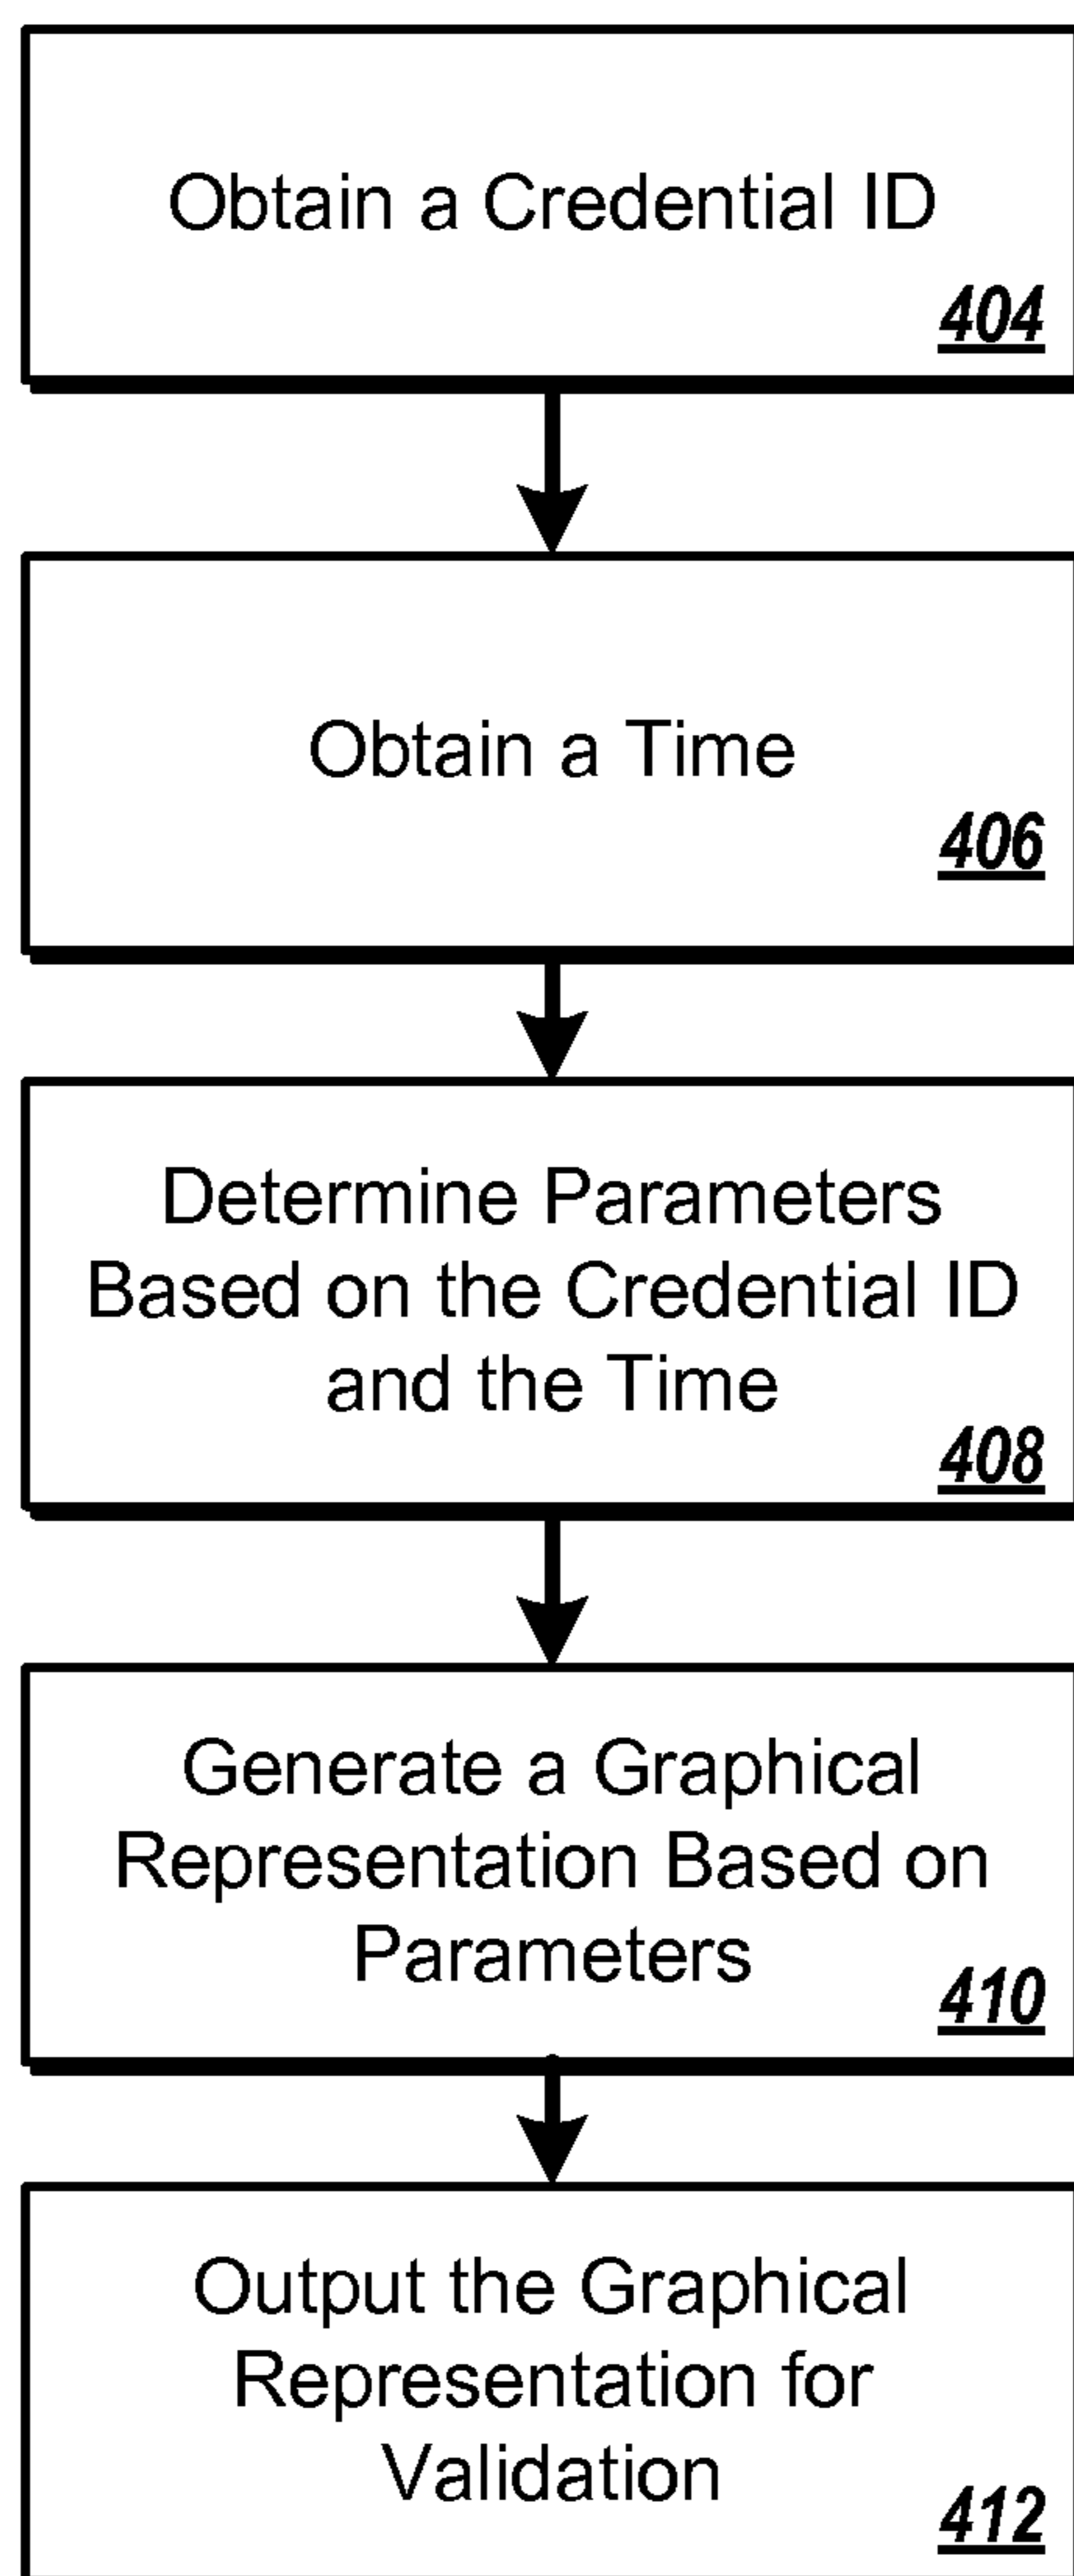 Obtain a Credential ID
404
Obtain a Time
406
Determine Parameters
Based on the Credential ID
and the Time
408
Generate a Graphical
Representation Based on
Parameters
410
Output the Graphical
Representation for
Validation
412